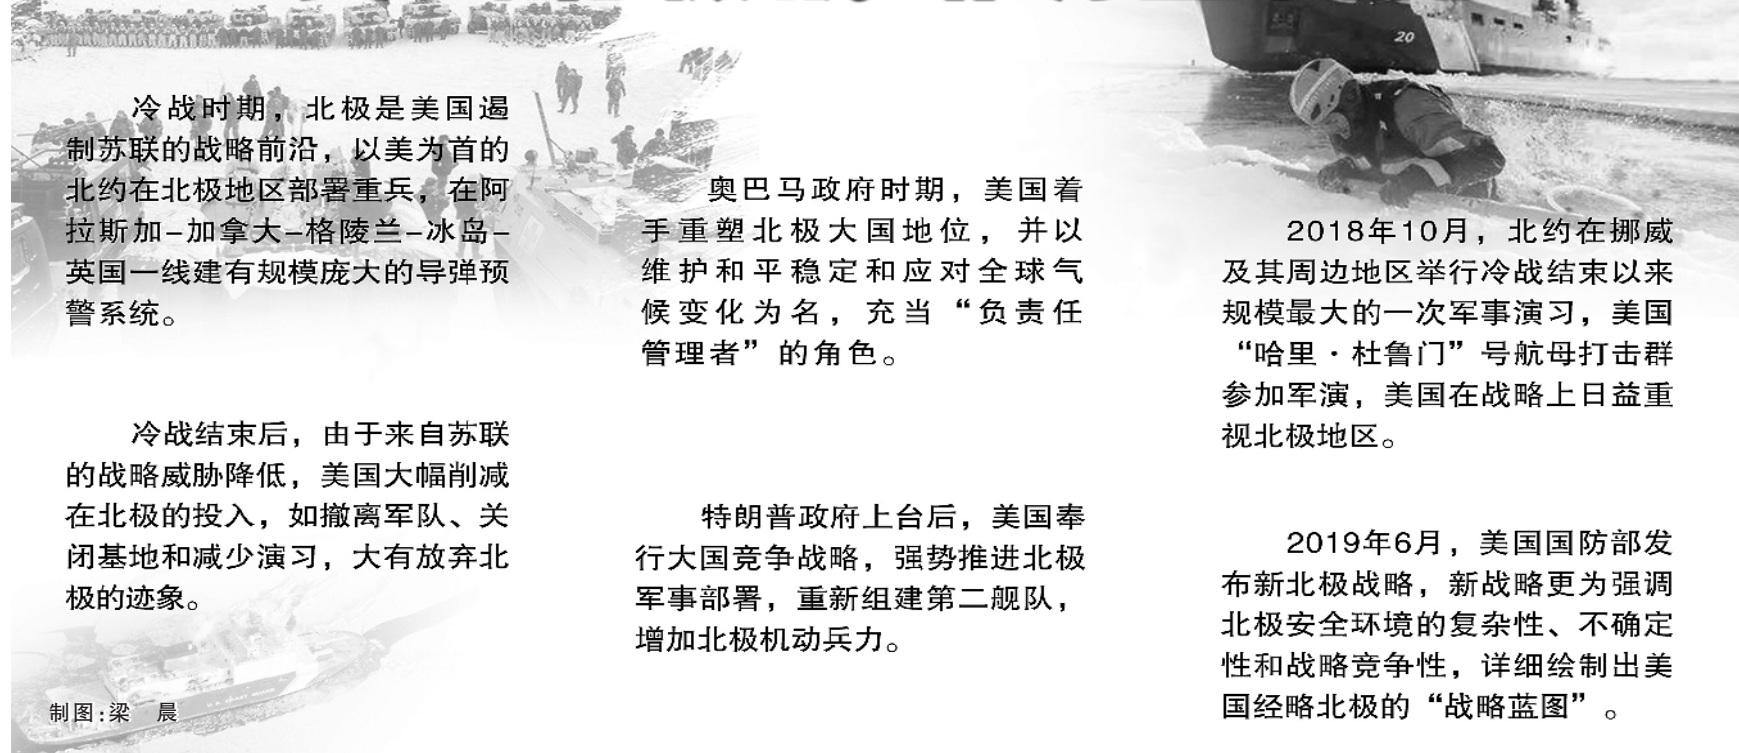 冷战时期，北极是美国遏
制苏联的战略前沿，以美为首的
北约在北极地区部署重兵，在阿
拉斯加–加拿大–格陵兰–冰岛–
英国一线建有规模庞大的导弹预
警系统。
冷战结束后，由于来自苏联
的战略威胁降低，美国大幅削减
在北极的投入，如撤离军队、关
闭基地和减少演习，大有放弃北
极的迹象。
奥巴马政府时期，美国着
手重塑北极大国地位，并以
维护和平稳定和应对全球气
候变化为名，充当“负责任
管理者”的角色。
特朗普政府上台后，美国奉
行大国竞争战略，强势推进北极
军事部署，重新组建第二舰队，
增加北极机动兵力。
20
2018年10月，北约在挪威
及其周边地区举行冷战结束以来
规模最大的一次军事演习，美国
“哈里·杜鲁门”号航母打击群
参加军演，美国在战略上日益重
视北极地区。
2019年6月，美国国防部发
布新北极战略，新战略更为强调
北极安全环境的复杂性、不确定
性和战略竞争性，详细绘制出美
国经略北极的“战略蓝图”。
制图:梁　晨